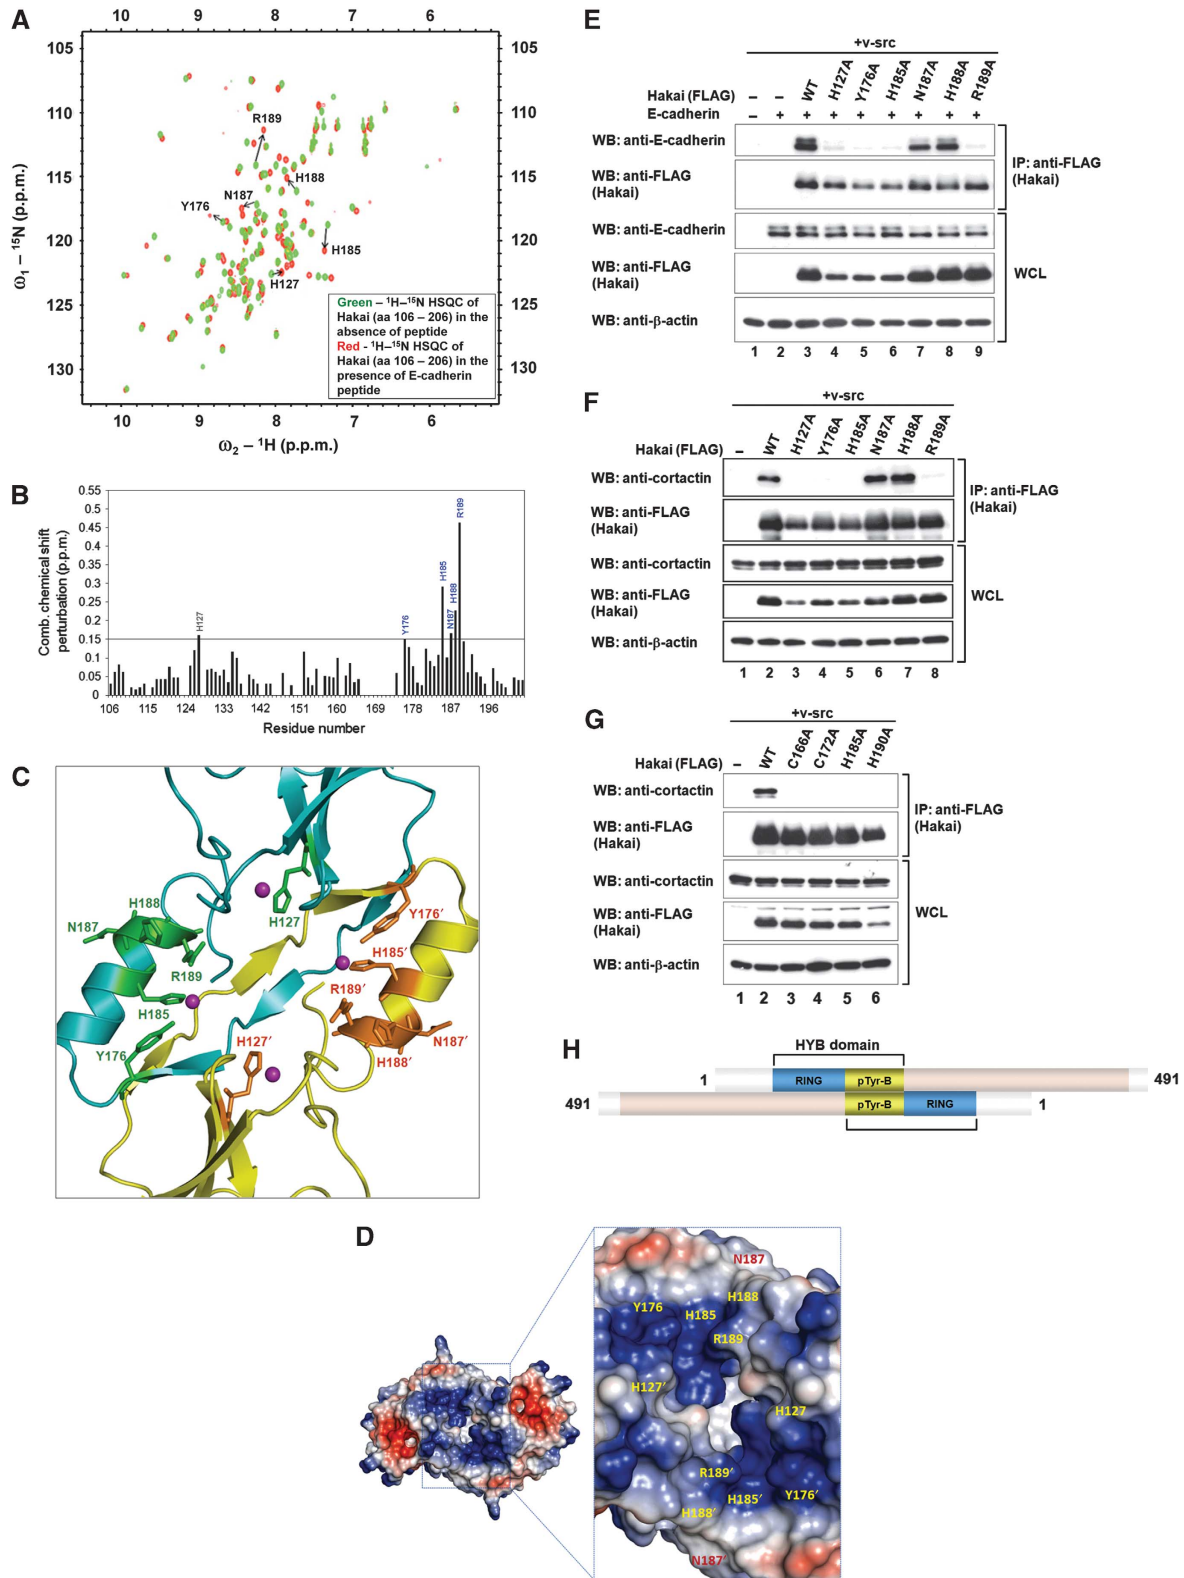 A
10 9 8 7 6
105 105
110 110
115 115
120 120
125 125
130 130
10 9 8 7 6
ω1 – 15N (p.p.m.)
ω2 – 1H (p.p.m.)
R189
H188
N187
Y176
H185
H127
Green – 1H–15N HSQC of
Hakai (aa 106 – 206) in the
absence of peptide
Red - 1H–15N HSQC of
Hakai (aa 106 – 206) in the
presence of E-cadherin
peptide
B
Comb. chemical shift
perturbation (p.p.m.)
0.55
0.5
0.45
0.4
0.35
0.3
0.25
0.2
0.15
0.1
0.05
0
H127
Y176
H185
N187
H188
R189
106 115 124 133 142 151 160 169 178 187 196
Residue number
C
H188
N187
R189
H185
Y176
H127
H127′
Y176′
H185′
R189′
N187′
H188′
D
N187
H188
Y176
H185
R189
H127′
H127
R189′
H185′
Y176′
H188′
N187′
E
+v-src
Hakai (FLAG) – – WT H127A Y176A H185A N187A H188A R189A
E-cadherin – + + + + + + + +
WB: anti-E-cadherin
WB: anti-FLAG
(Hakai)
IP: anti-FLAG
(Hakai)
WB: anti-E-cadherin
WB: anti-FLAG
(Hakai)
WCL
WB: anti-β-actin
1 2 3 4 5 6 7 8 9
F
+v-src
Hakai (FLAG) – WT H127A Y176A H185A N187A H188A R189A
WB: anti-cortactin
WB: anti-FLAG
(Hakai)
IP: anti-FLAG
(Hakai)
WB: anti-cortactin
WB: anti-FLAG
(Hakai)
WCL
WB: anti-β-actin
1 2 3 4 5 6 7 8
G
+v-src
Hakai (FLAG) – WT C166A C172A H185A H190A
WB: anti-cortactin
WB: anti-FLAG
(Hakai)
IP: anti-FLAG
(Hakai)
WB: anti-cortactin
WB: anti-FLAG
(Hakai)
WCL
WB: anti-β-actin
1 2 3 4 5 6
H
HYB domain
1 RING pTyr-B 491
491 pTyr-B RING 1